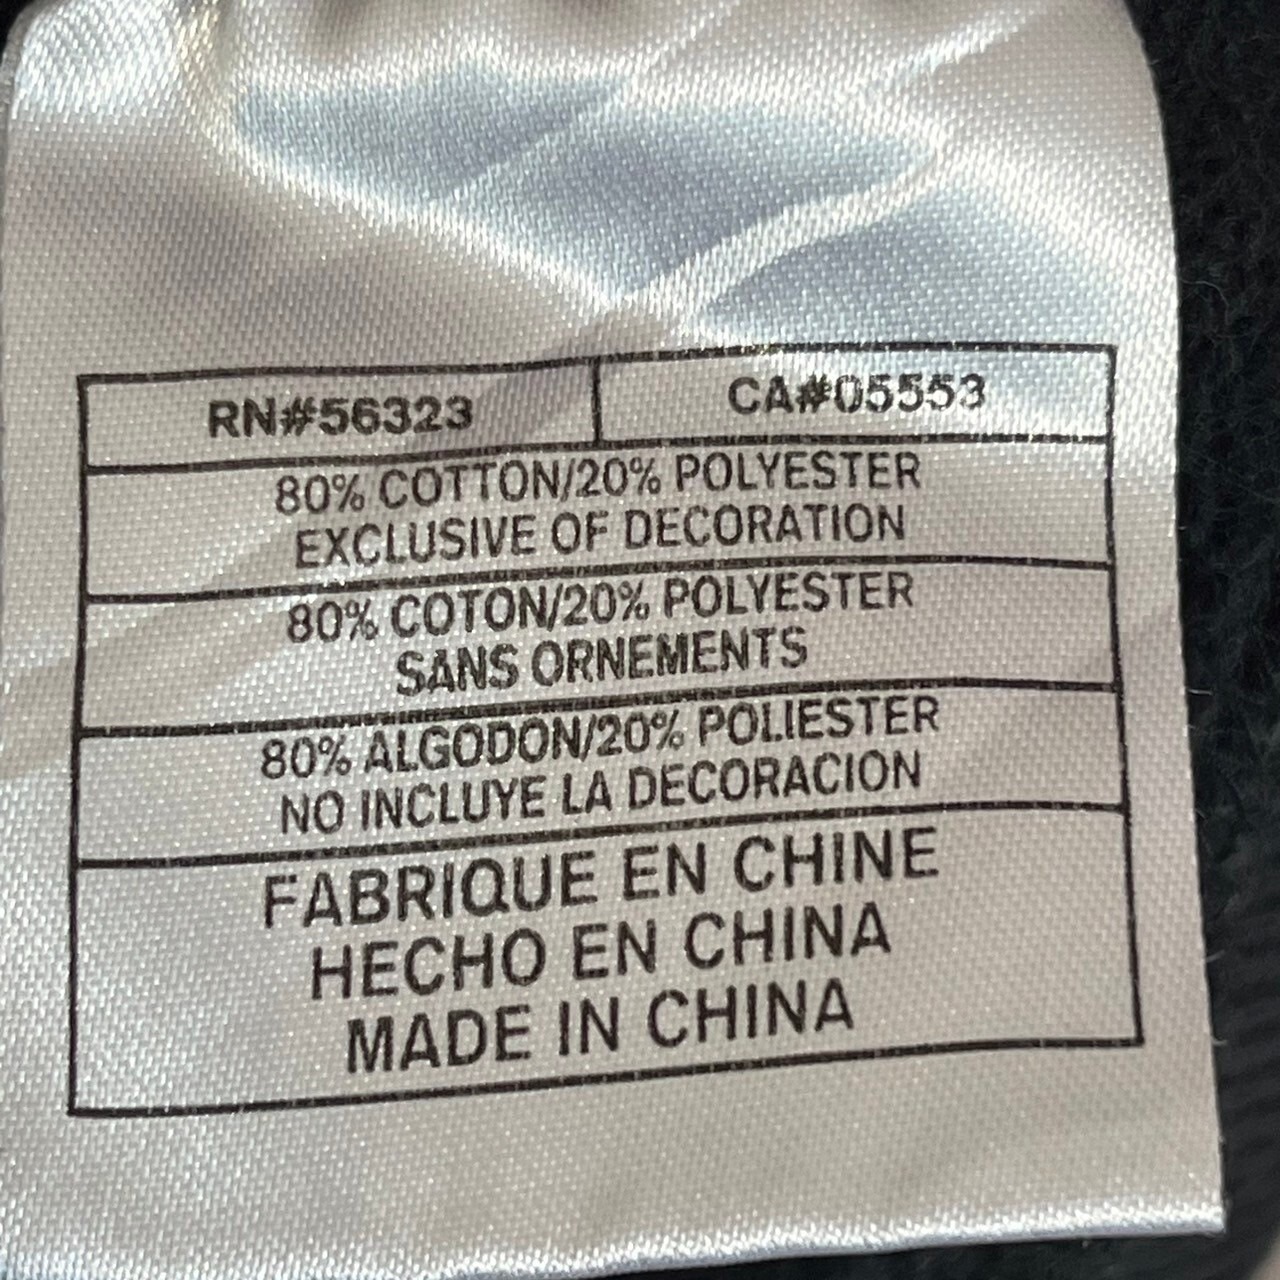 RN#56323 CA#05553
80% COTTON/20% POLYESTER
EXCLUSIVE OF DECORATION
80% COTON/20% POLYESTER
SANS ORNEMENTS
80% ALGODON/20% POLIESTER
NO INCLUYE LA DECORACION
FABRIQUE EN CHINE
HECHO EN CHINA
MADE IN CHINA